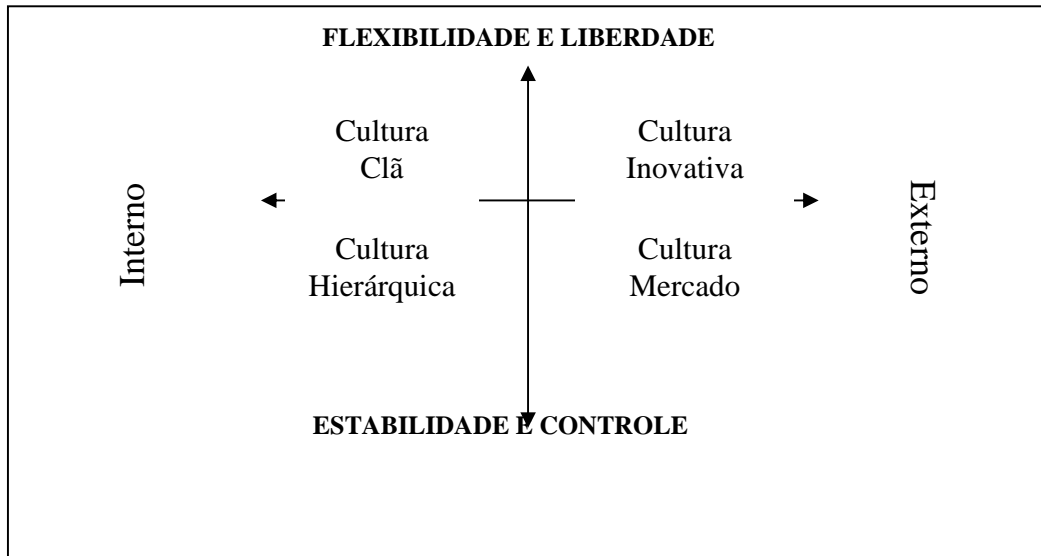 FLEXIBILIDADE E LIBERDADE
Cultura
Clã
Cultura
Inovativa
Interno
Externo
Cultura
Hierárquica
Cultura
Mercado
ESTABILIDADE E CONTROLE